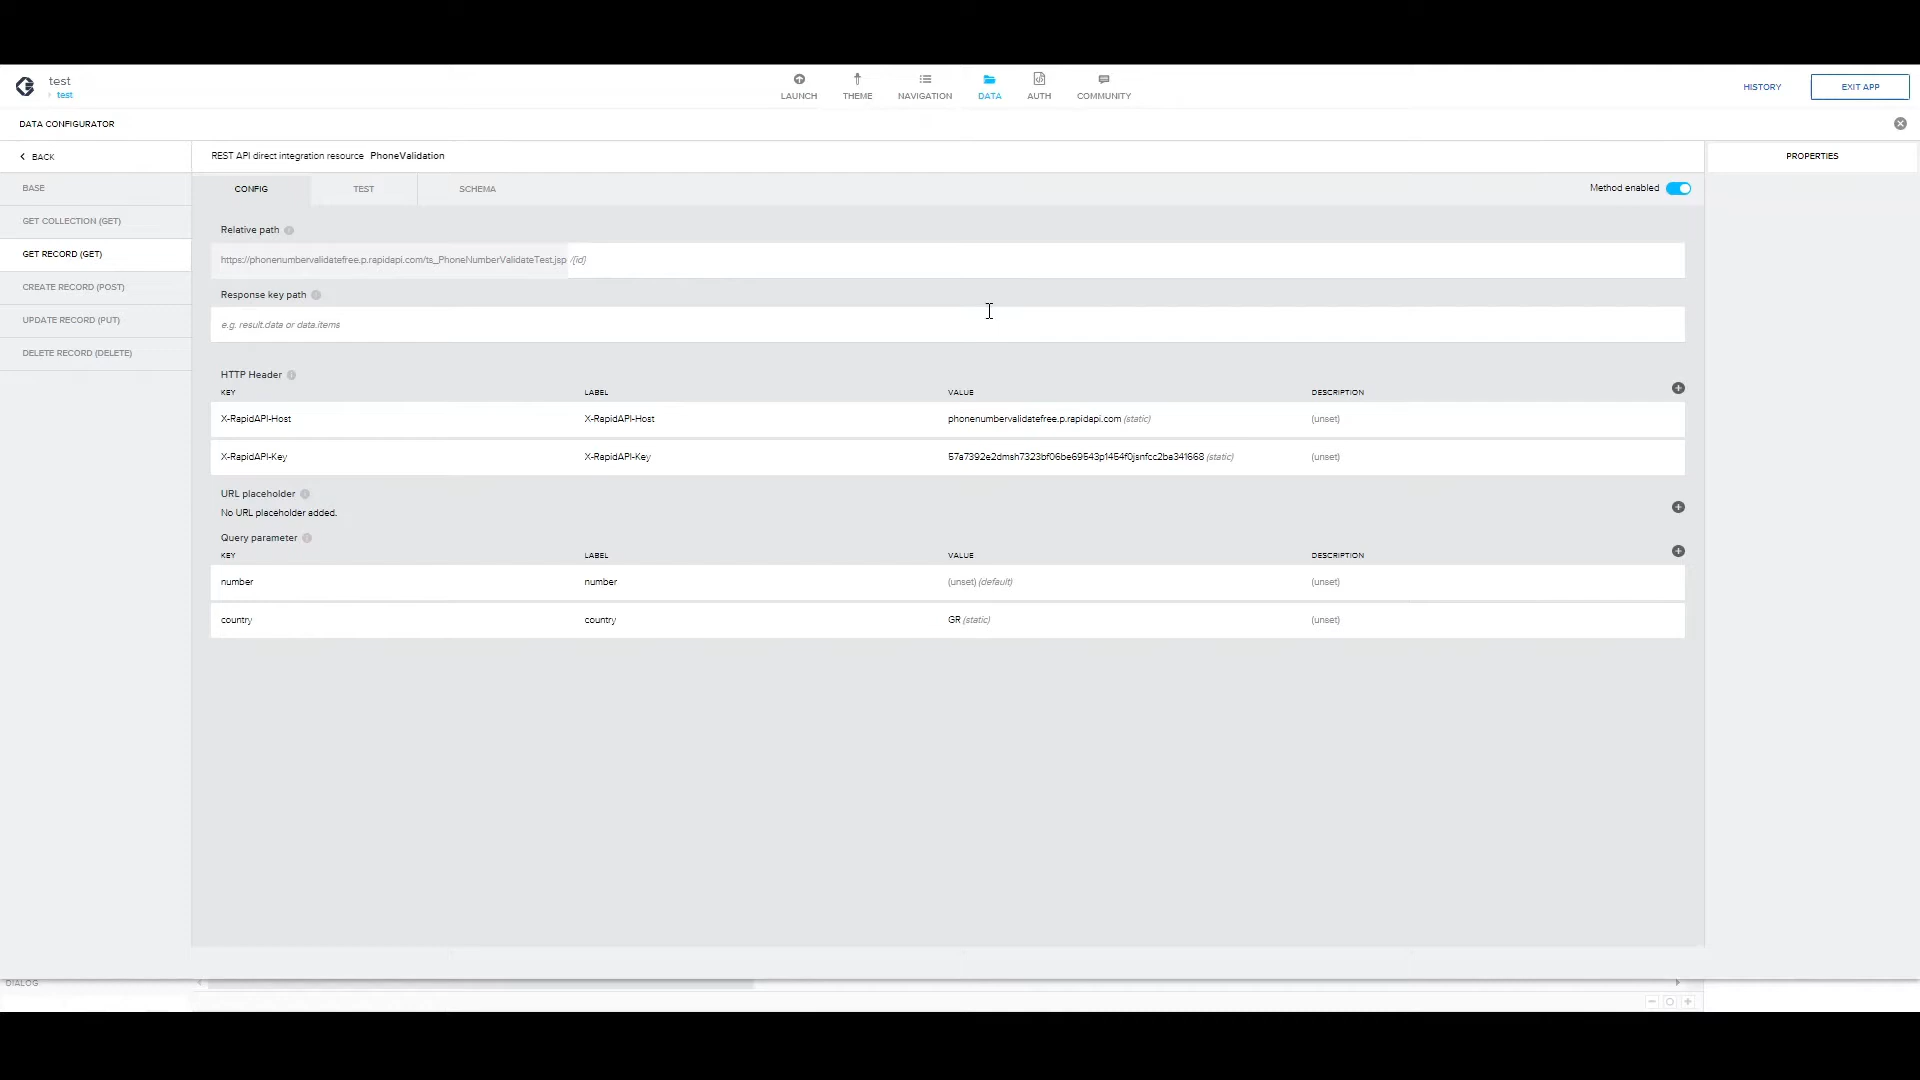 test
test
LAUNCH THEME NAVIGATION DATA AUTH COMMUNITY
HISTORY EXIT APP
DATA CONFIGURATOR
BACK REST API direct integration resource PhoneValidation PROPERTIES
BASE CONFIG TEST SCHEMA Method enabled
GET COLLECTION (GET)
GET RECORD (GET)
CREATE RECORD (POST)
UPDATE RECORD (PUT)
DELETE RECORD (DELETE)
Relative path
https://phonenumbervalidatefree.p.rapidapi.com/ts_PhoneNumberValidateTest.jsp /{id}
Response key path
e.g. result.data or data.items
HTTP Header
KEY LABEL VALUE DESCRIPTION
X-RapidAPI-Host X-RapidAPI-Host phonenumbervalidatefree.p.rapidapi.com (static) (unset)
X-RapidAPI-Key X-RapidAPI-Key 57a7392e2dmsh7323bf06be69543p1454f0jsnfcc2ba341668 (static) (unset)
URL placeholder
No URL placeholder added.
Query parameter
KEY LABEL VALUE DESCRIPTION
number number (unset) (default) (unset)
country country GR (static) (unset)
DIALOG